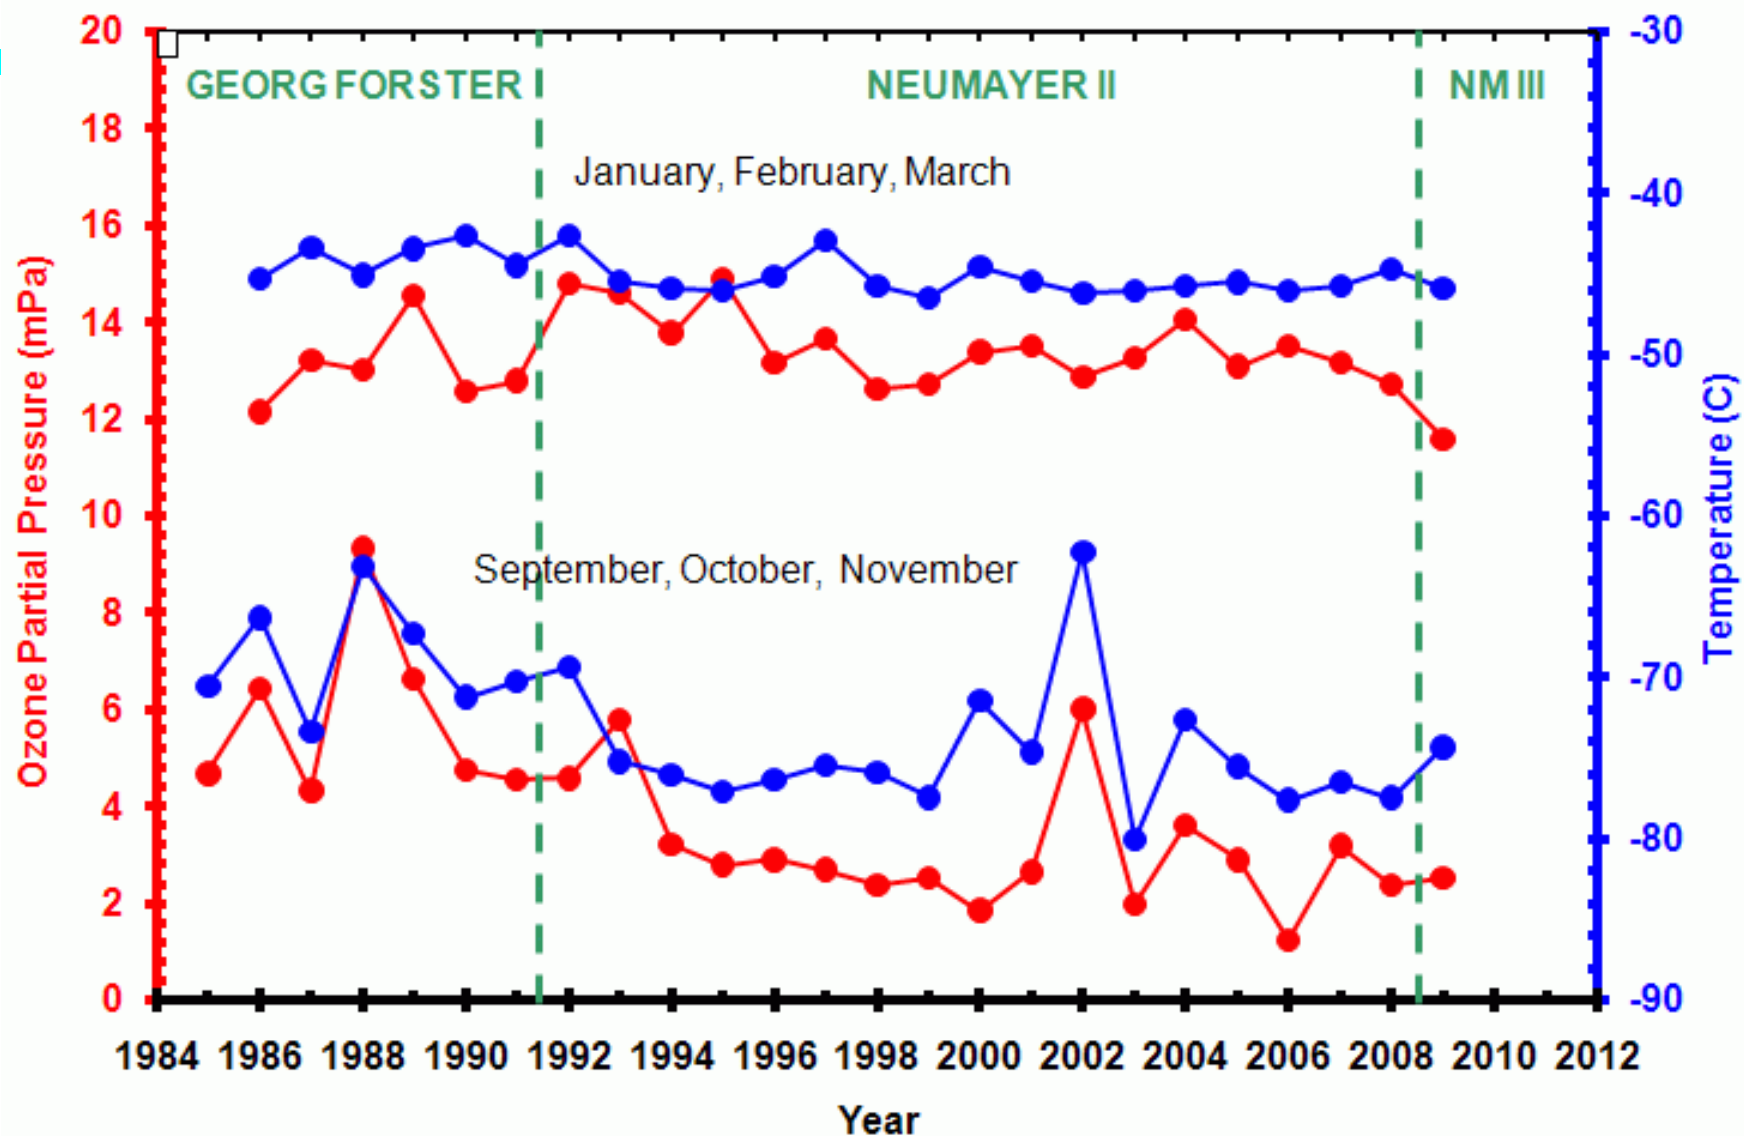 20
18
16
14
12
10
8
6
4
2
0
Ozone Partial Pressure (mPa)
GEORG FORSTER
NEUMAYER II
NM III
January, February, March
September, October, November
-30
-40
-50
-60
-70
-80
-90
Temperature (C)
1984 1986 1988 1990 1992 1994 1996 1998 2000 2002 2004 2006 2008 2010 2012
Year